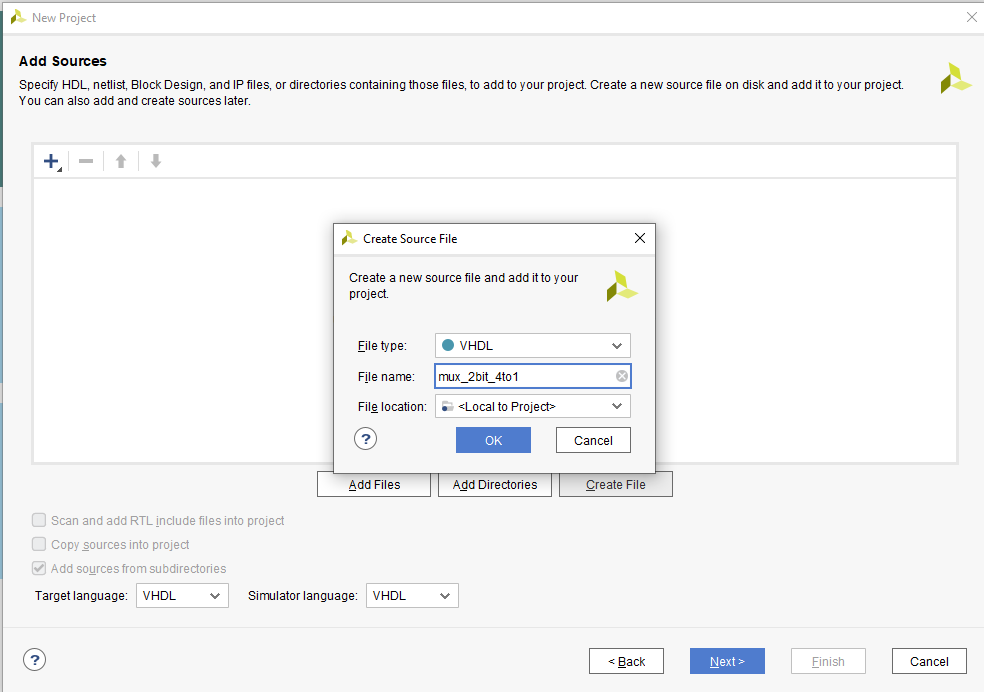 New Project
Add Sources
Specify HDL, netlist, Block Design, and IP files, or directories containing those files, to add to your project. Create a new source file on disk and add it to your project.
You can also add and create sources later.
Create Source File
Create a new source file and add it to your
project.
File type: VHDL
File name: mux_2bit_4to1
File location: <Local to Project>
? OK Cancel
Add Files Add Directories Create File
Scan and add RTL include files into project
Copy sources into project
Add sources from subdirectories
Target language: VHDL Simulator language: VHDL
? < Back Next > Finish Cancel